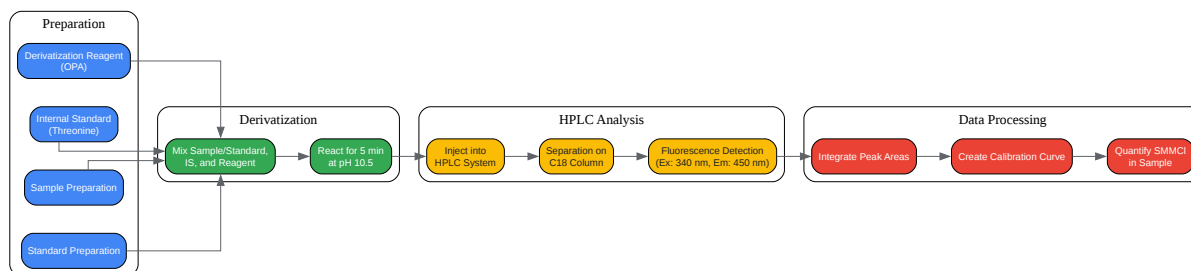 Preparation
Derivatization Reagent
(OPA)
Internal Standard
(Threonine)
Sample Preparation
Standard Preparation
Derivatization
Mix Sample/Standard,
IS, and Reagent
React for 5 min
at pH 10.5
HPLC Analysis
Inject into
HPLC System
Separation on
C18 Column
Fluorescence Detection
(Ex: 340 nm, Em: 450 nm)
Data Processing
Integrate Peak Areas
Create Calibration Curve
Quantify SMMCI
in Sample